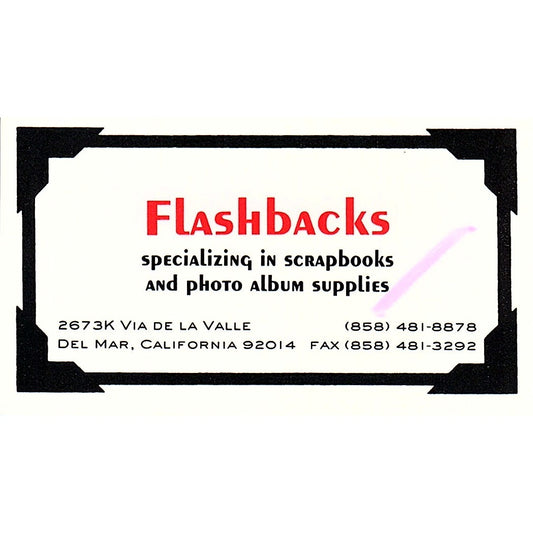 Flashbacks
specializing in scrapbooks
and photo album supplies
2673K Via de la Valle (858) 481-8878
Del Mar, California 92014 Fax (858) 481-3292